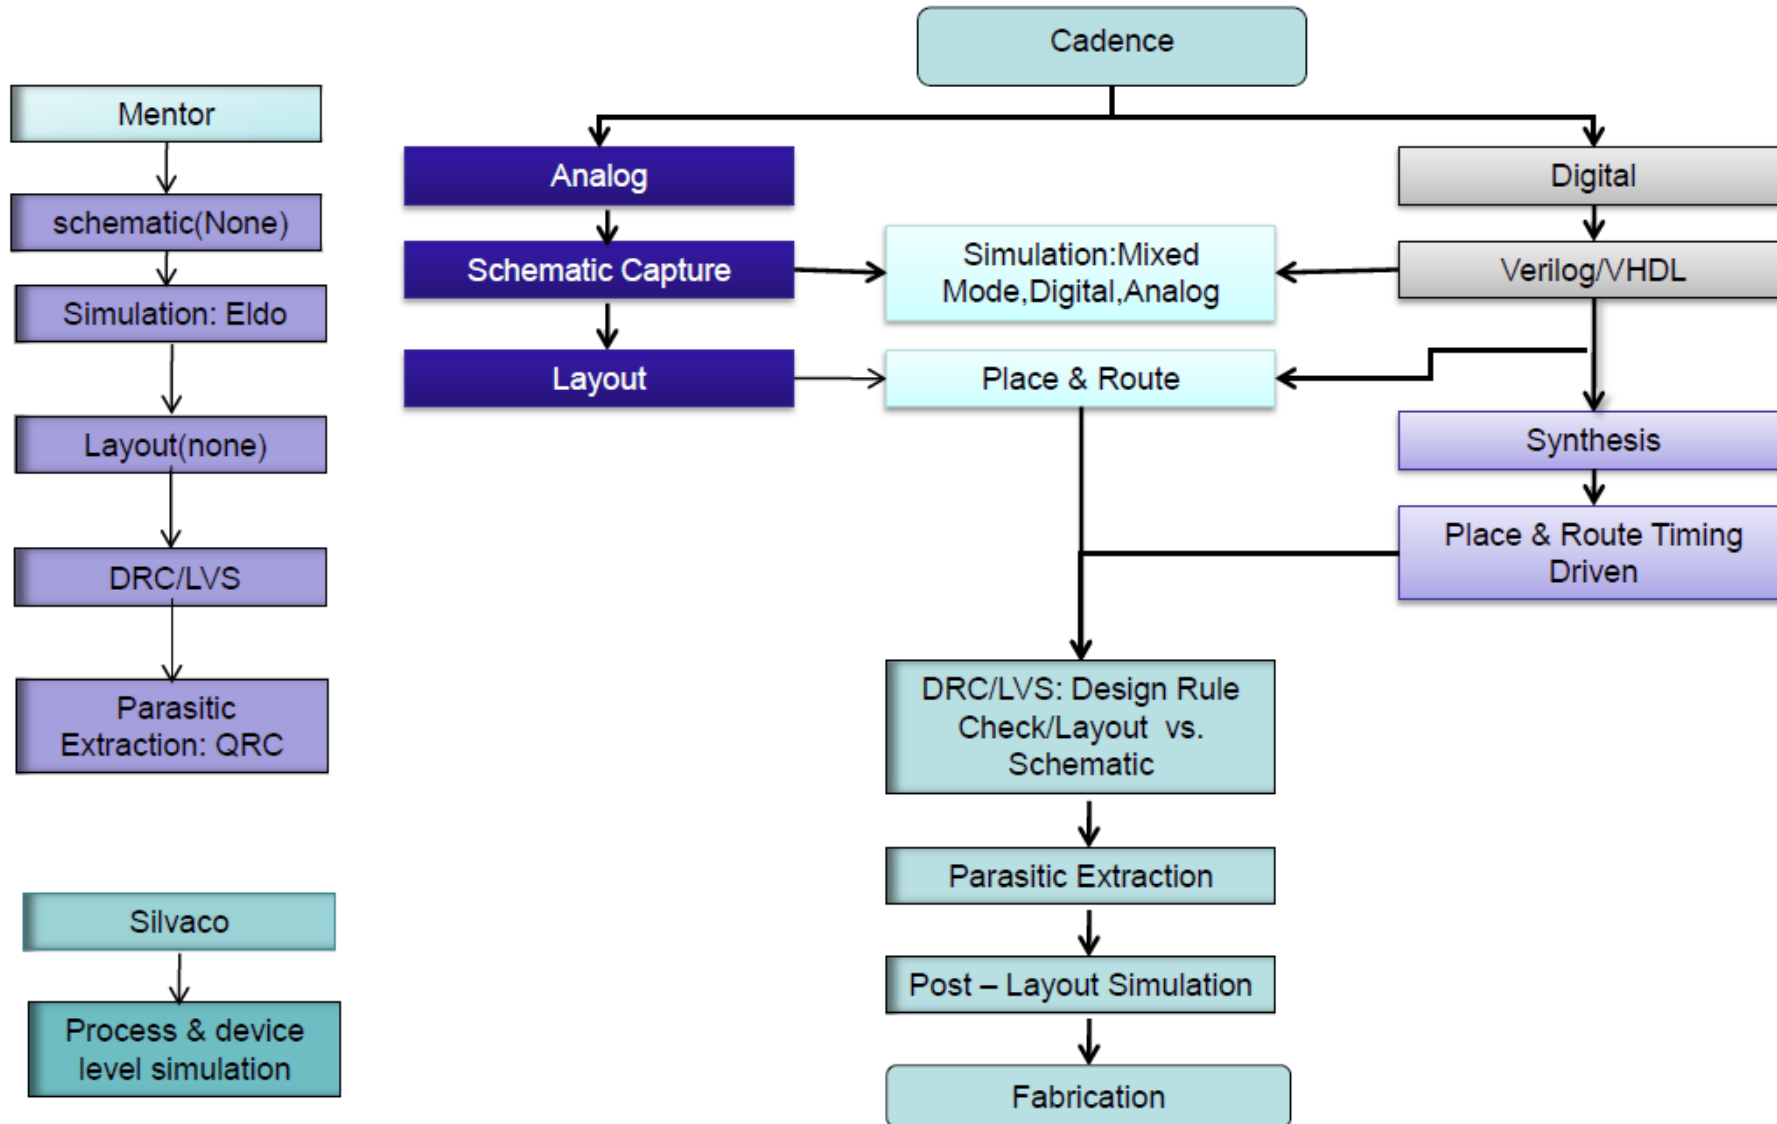 Cadence
Mentor
Analog
Digital
schematic(None)
Schematic Capture
Simulation:Mixed
Mode,Digital,Analog
Verilog/VHDL
Simulation: Eldo
Layout
Place & Route
Layout(none)
Synthesis
Place & Route Timing
Driven
DRC/LVS
DRC/LVS: Design Rule
Check/Layout vs.
Schematic
Parasitic
Extraction: QRC
Parasitic Extraction
Silvaco
Post – Layout Simulation
Process & device
level simulation
Fabrication